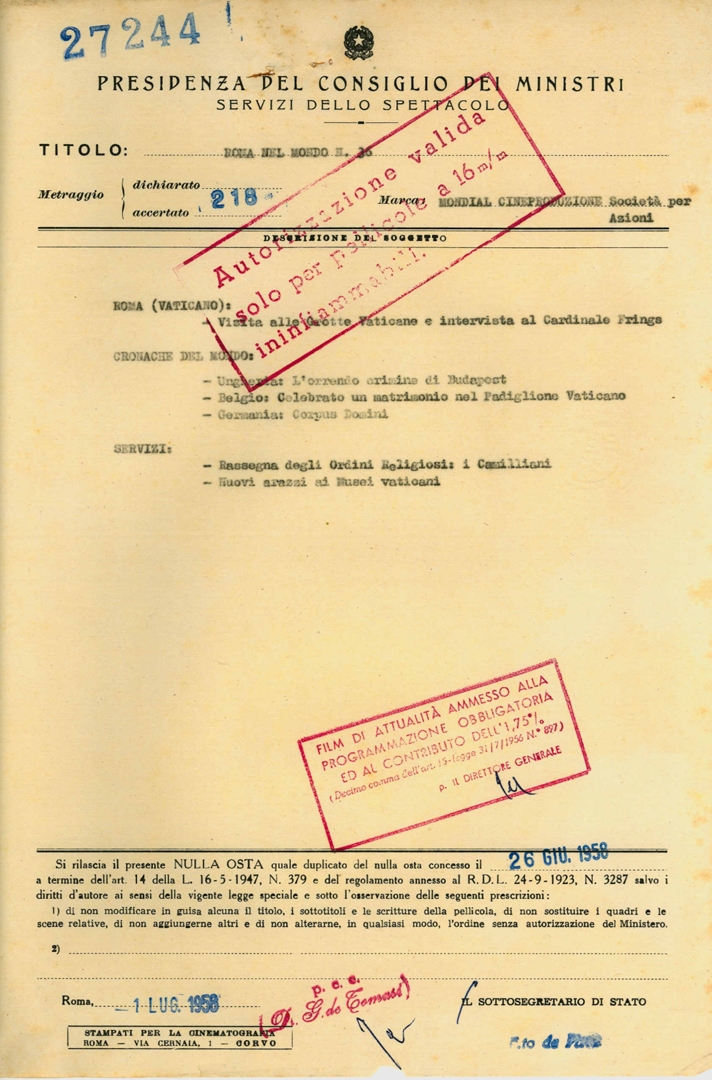 27244
PRESIDENZA DEL CONSIGLIO DEI MINISTRI
SERVIZI DELLO SPETTACOLO
TITOLO: ROMA NEL MONDO N. 36
Metraggio
dichiarato
accertato 218
Marca: MONDIAL CINEPRODUZIONE Società per
Azioni
DESCRIZIONE DEL SOGGETTO
Autorizzazione valida
solo per pellicole a 16 m/m
ininfiammabili.
ROMA (VATICANO):
- Visita alle Grotte Vaticane e intervista al Cardinale Frings
CRONACHE DEL MONDO:
- Ungheria: L'orrendo crimine di Budapest
- Belgio: Celebrato un matrimonio nel Padiglione Vaticano
- Germania: Corpus Domini
SERVIZI:
- Rassegna degli Ordini Religiosi: i Camilliani
- Nuovi arazzi ai Musei vaticani
FILM DI ATTUALITÀ AMMESSO ALLA
PROGRAMMAZIONE OBBLIGATORIA
ED AL CONTRIBUTO DELL'1,75%
(Decimo comma dell'art. 15-legge 31/7/1956 N.° 897)
p. IL DIRETTORE GENERALE
Si rilascia il presente NULLA OSTA quale duplicato del nulla osta concesso il 26 GIU. 1958
a termine dell'art. 14 della L. 16-5-1947, N. 379 e del regolamento annesso al R.D.L. 24-9-1923, N. 3287 salvo i
diritti d'autore ai sensi della vigente legge speciale e sotto l'osservazione delle seguenti prescrizioni:
1) di non modificare in guisa alcuna il titolo, i sottotitoli e le scritture della pellicola, di non sostituire i quadri e le
scene relative, di non aggiungerne altri e di non alterarne, in qualsiasi modo, l'ordine senza autorizzazione del Ministero.
2)
Roma, - 1 LUG. 1958
p. c. c.
(D. G. de Tomasi)
IL SOTTOSEGRETARIO DI STATO
F.to de
STAMPATI PER LA CINEMATOGRAFIA
ROMA - VIA CERNAIA, 1 - CORVO